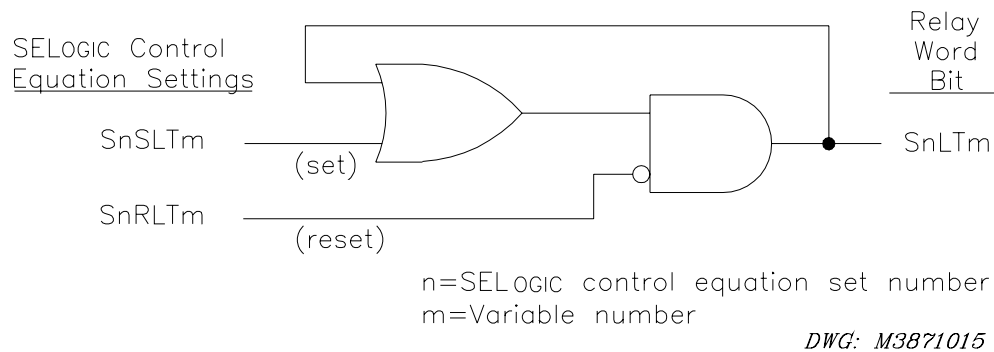 SELOGIC Control
Equation Settings
Relay
Word
Bit
SnSLTm
(set)
SnLTm
SnRLTm
(reset)
n=SELOGIC control equation set number
m=Variable number
DWG: M3871015